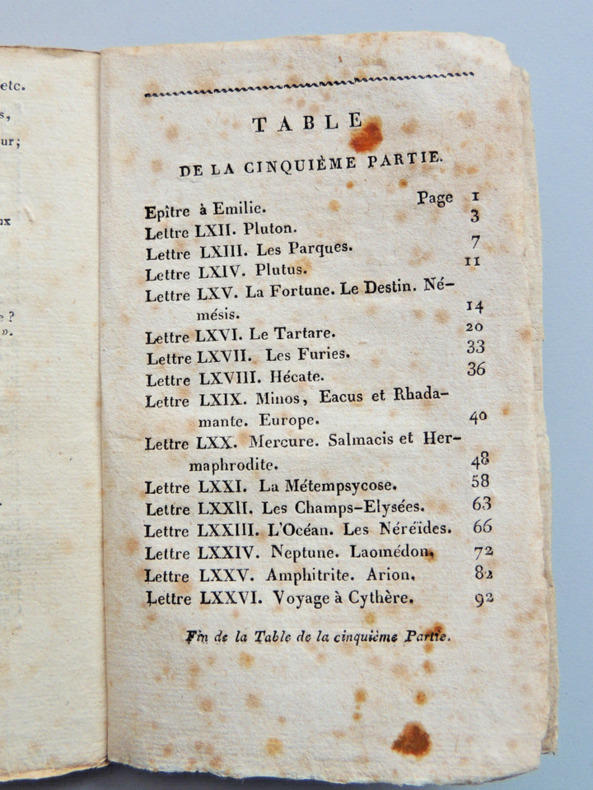 etc.
s,
ur;
ux
e ?
».
TABLE
DE LA CINQUIÈME PARTIE.
Epître à Emilie. Page 1
Lettre LXII. Pluton. 3
Lettre LXIII. Les Parques. 7
Lettre LXIV. Plutus. 11
Lettre LXV. La Fortune. Le Destin. Né-
mésis. 14
Lettre LXVI. Le Tartare. 20
Lettre LXVII. Les Furies. 33
Lettre LXVIII. Hécate. 36
Lettre LXIX. Minos, Eacus et Rhada-
mante. Europe. 40
Lettre LXX. Mercure. Salmacis et Her-
maphrodite. 48
Lettre LXXI. La Métempsycose. 58
Lettre LXXII. Les Champs-Elysées. 63
Lettre LXXIII. L'Océan. Les Néréïdes. 66
Lettre LXXIV. Neptune. Laomédon. 72
Lettre LXXV. Amphitrite. Arion. 82
Lettre LXXVI. Voyage à Cythère. 92
Fin de la Table de la cinquième Partie.